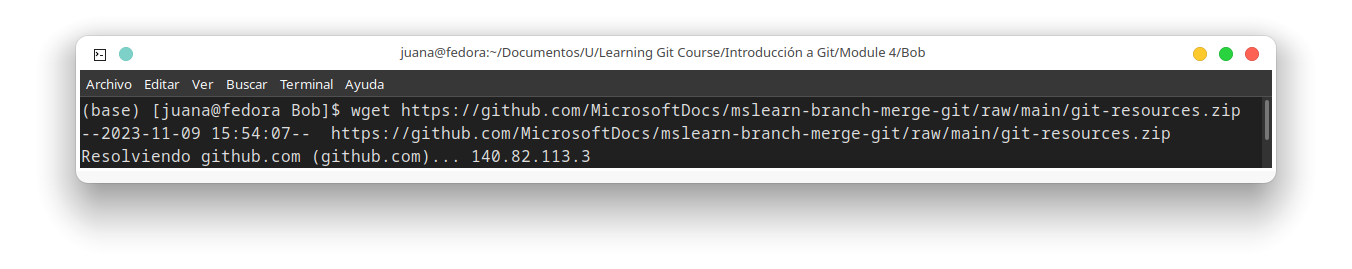 juana@fedora:~/Documentos/U/Learning Git Course/Introducción a Git/Module 4/Bob
Archivo Editar Ver Buscar Terminal Ayuda
(base) [juana@fedora Bob]$ wget https://github.com/MicrosoftDocs/mslearn-branch-merge-git/raw/main/git-resources.zip
--2023-11-09 15:54:07--  https://github.com/MicrosoftDocs/mslearn-branch-merge-git/raw/main/git-resources.zip
Resolviendo github.com (github.com)... 140.82.113.3